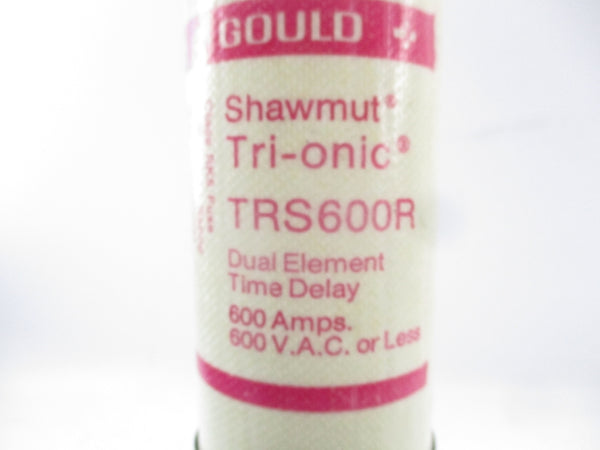 GOULD
Shawmut®
Tri-onic®
TRS600R
Dual Element
Time Delay
600 Amps.
600 V.A.C. or Less